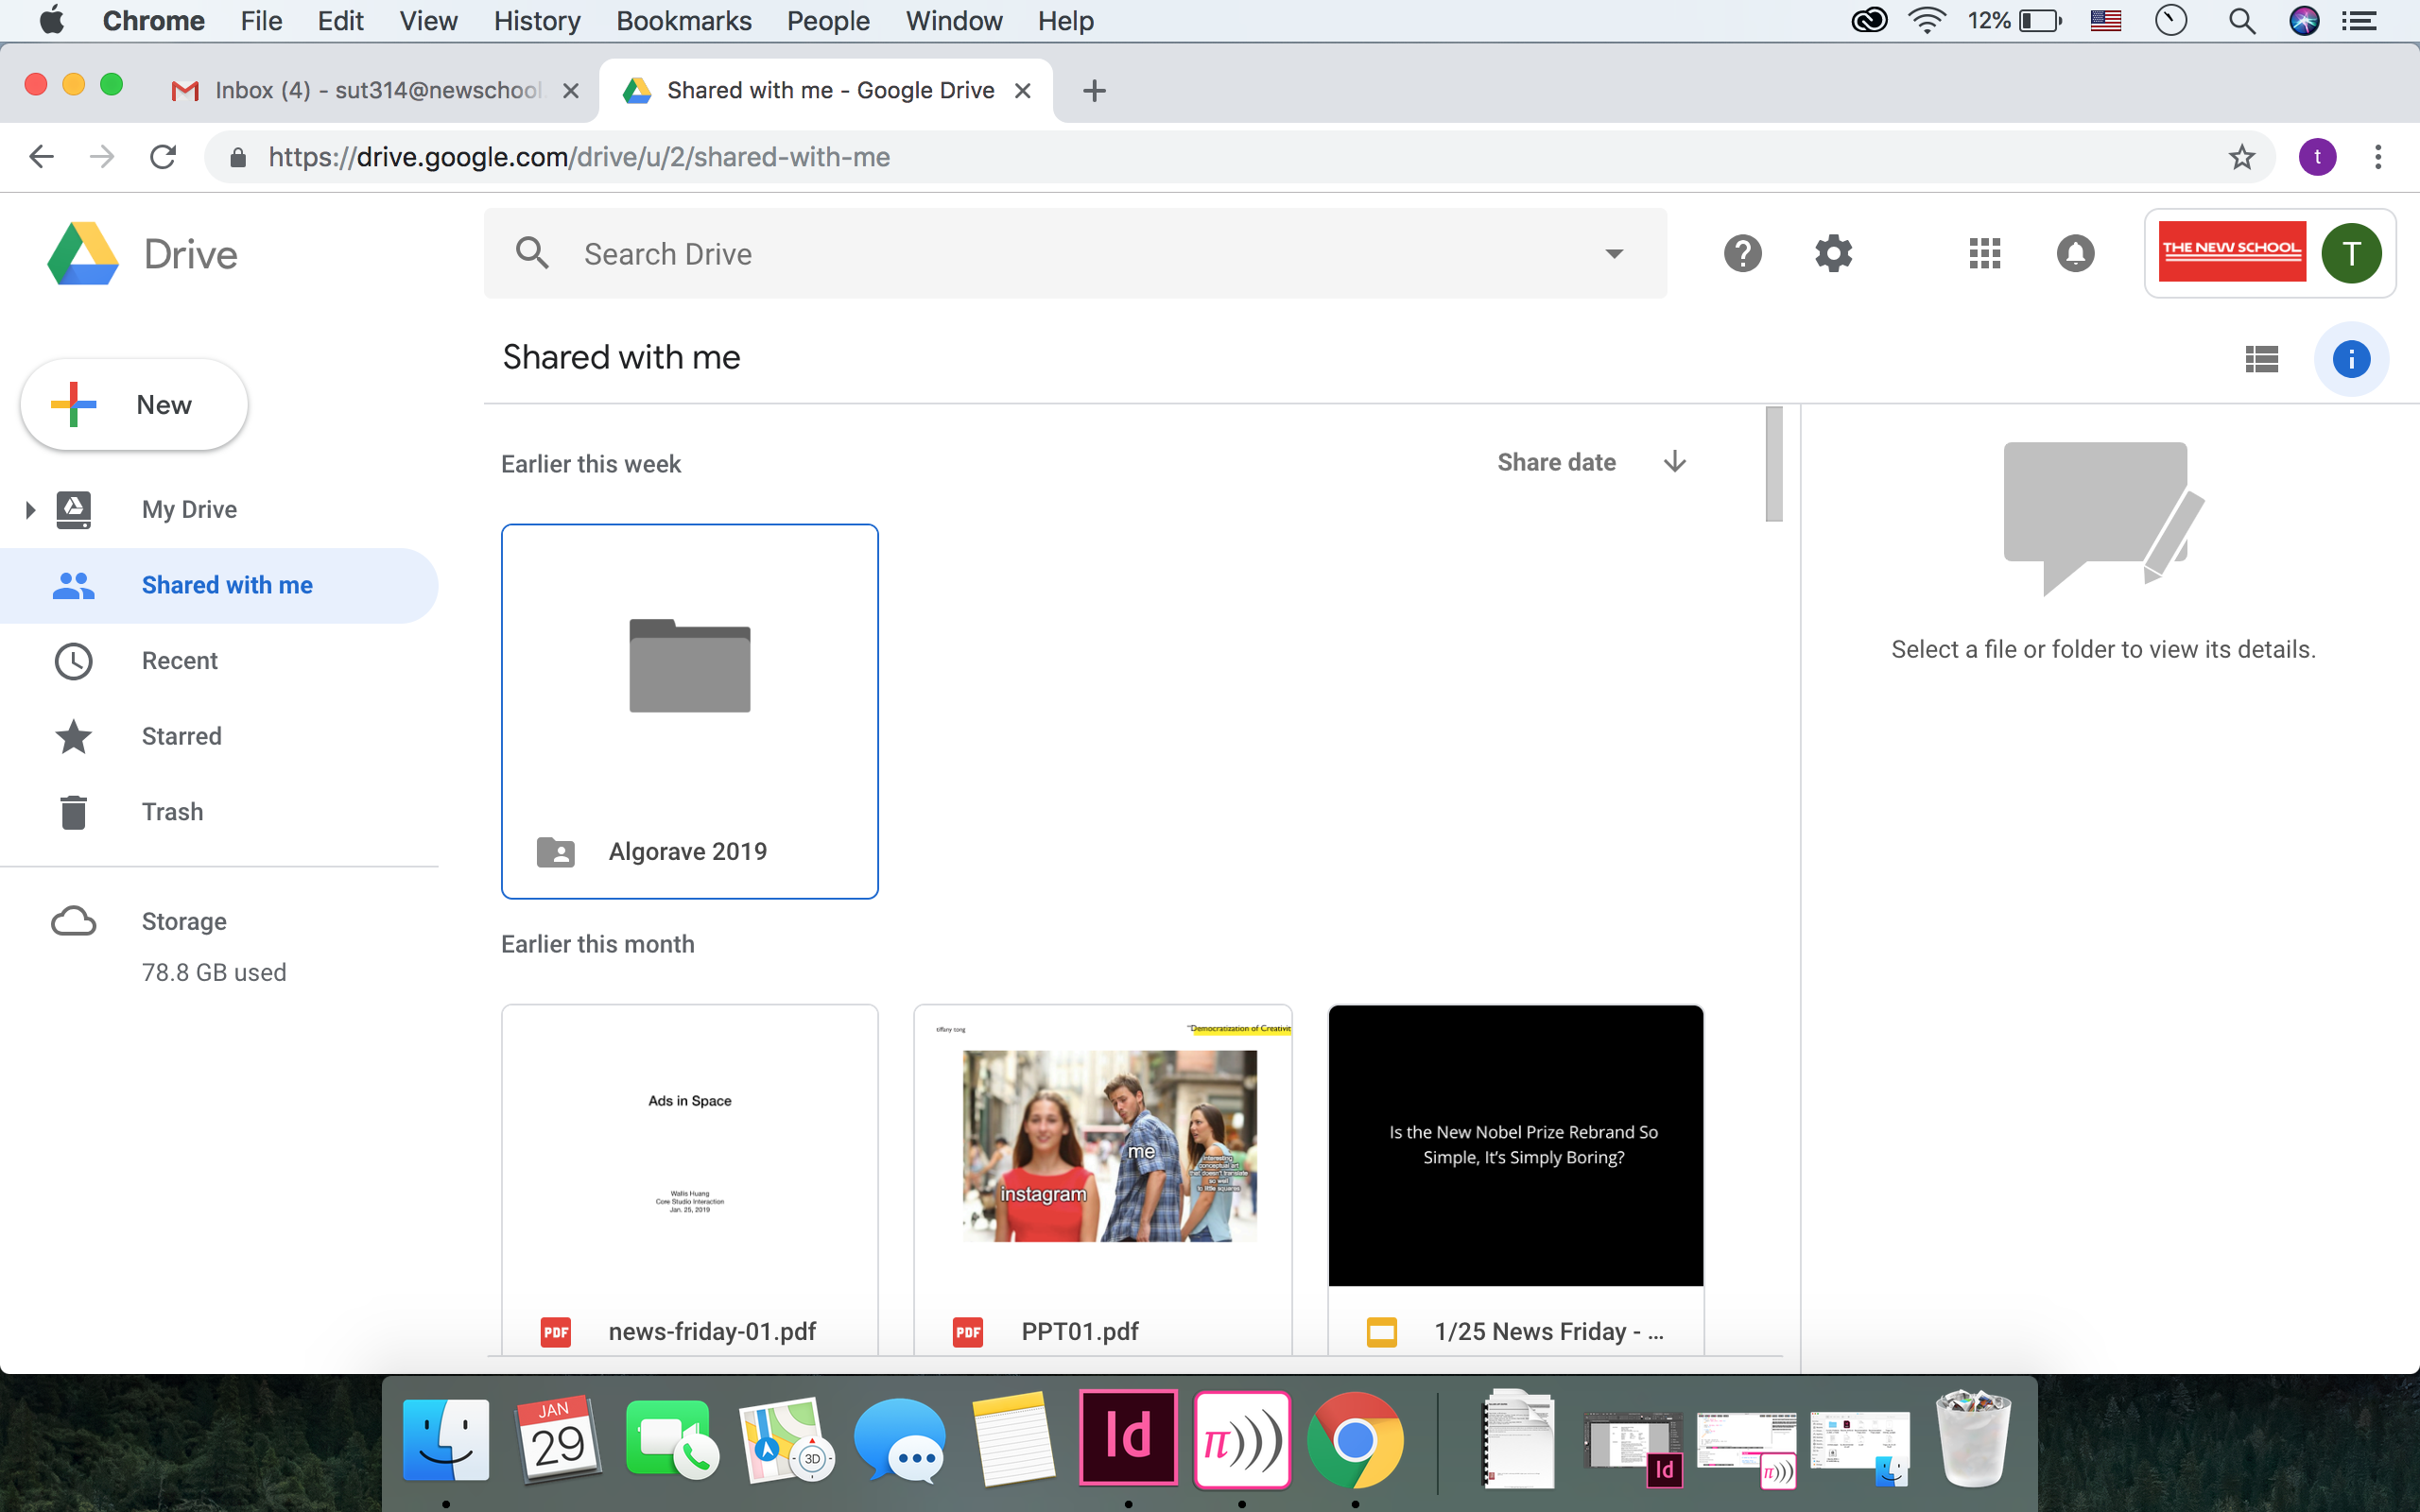 Chrome File Edit View History Bookmarks People Window Help 12%
Inbox (4) - sut314@newschool
Shared with me - Google Drive
https://drive.google.com/drive/u/2/shared-with-me
t
Drive
Search Drive
THE NEW SCHOOL
T
Shared with me
New
My Drive
Shared with me
Recent
Starred
Trash
Storage
78.8 GB used
Earlier this week
Share date
Algorave 2019
Select a file or folder to view its details.
Earlier this month
Ads in Space
Wallis Huang
Core Studio Interaction
Jan. 25, 2019
PDF news-friday-01.pdf
tiffany tong
"Democratization of Creativit
me
instagram
interesting
conceptual art
that doesn't translate
so well
to little squares
PDF PPT01.pdf
Is the New Nobel Prize Rebrand So
Simple, It's Simply Boring?
1/25 News Friday - ...
JAN
29
3D
Id
π)))
Id
π)))